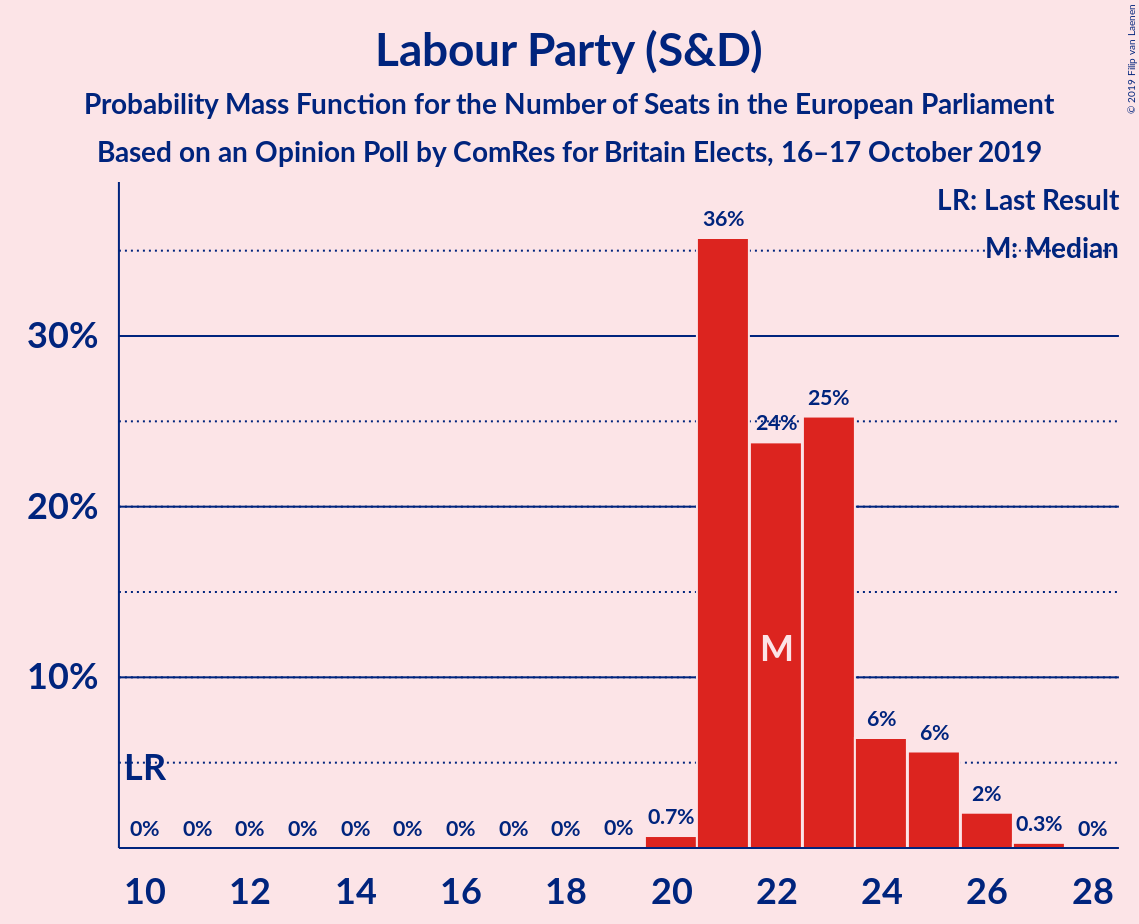 Labour Party (S&D)
Probability Mass Function for the Number of Seats in the European Parliament
Based on an Opinion Poll by ComRes for Britain Elects, 16–17 October 2019
© 2019 Filip van Laenen
LR: Last Result
M: Median
36%
30%
25%
24%
20%
M
10%
6%
6%
LR
2%
0% 0% 0% 0% 0% 0% 0% 0% 0% 0% 0.7% 0.3% 0%
10 12 14 16 18 20 22 24 26 28